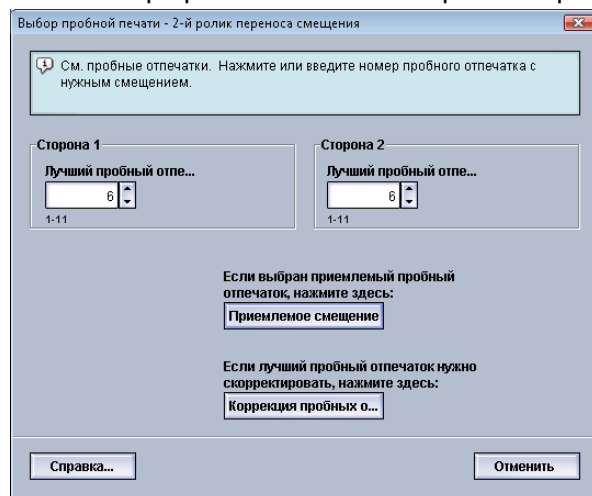 Выбор пробной печати - 2-й ролик переноса смещения
См. пробные отпечатки. Нажмите или введите номер пробного отпечатка с
нужным смещением.
Сторона 1
Лучший пробный отпе...
6
1-11
Сторона 2
Лучший пробный отпе...
6
1-11
Если выбран приемлемый пробный
отпечаток, нажмите здесь:
Приемлемое смещение
Если лучший пробный отпечаток нужно
скорректировать, нажмите здесь:
Коррекция пробных о...
Справка...
Отменить